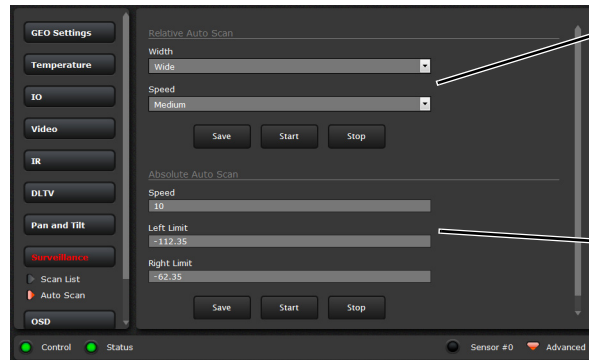 GEO Settings
Temperature
IO
Video
IR
DLTV
Pan and Tilt
Surveillance
Scan List
Auto Scan
OSD
Relative Auto Scan
Width
Wide
Speed
Medium
Save Start Stop
Absolute Auto Scan
Speed
10
Left Limit
-112.35
Right Limit
-62.35
Save Start Stop
Control Status Sensor #0 Advanced